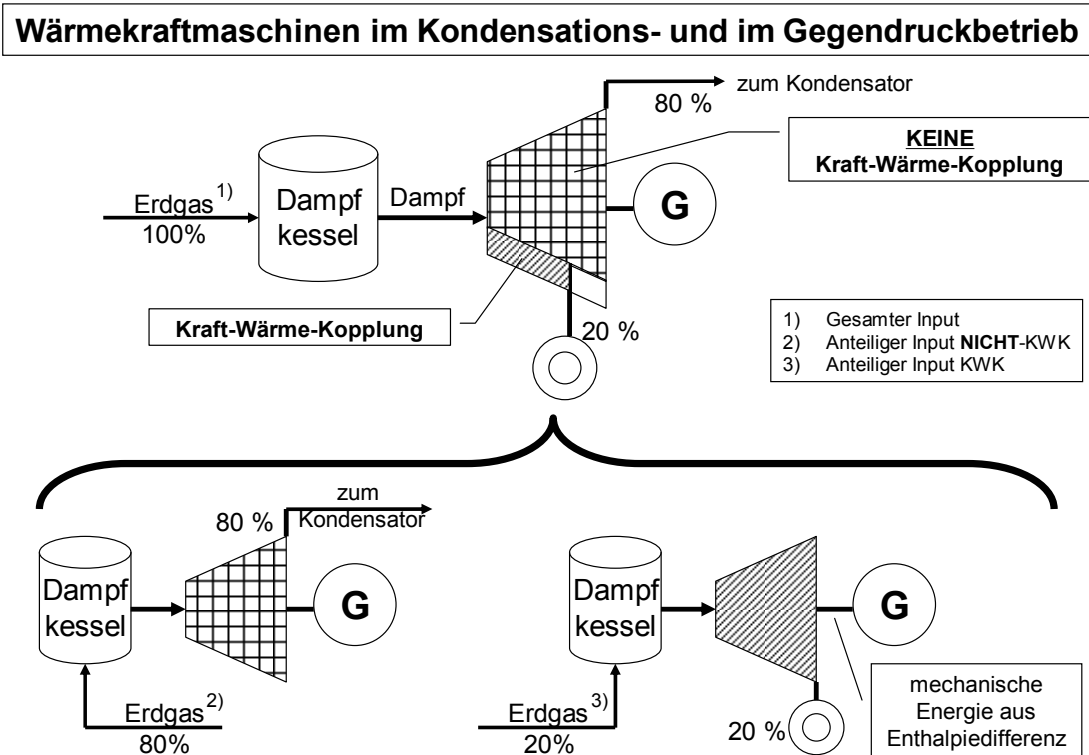 Wärmekraftmaschinen im Kondensations- und im Gegendruckbetrieb
zum Kondensator
80 %
KEINE
Kraft-Wärme-Kopplung
Erdgas1)
100%
Dampf
kessel
Dampf
G
Kraft-Wärme-Kopplung
20 %
1) Gesamter Input
2) Anteiliger Input NICHT-KWK
3) Anteiliger Input KWK
zum
Kondensator
80 %
Dampf
kessel
G
Erdgas2)
80%
Dampf
kessel
G
Erdgas3)
20%
20 %
mechanische
Energie aus
Enthalpiedifferenz